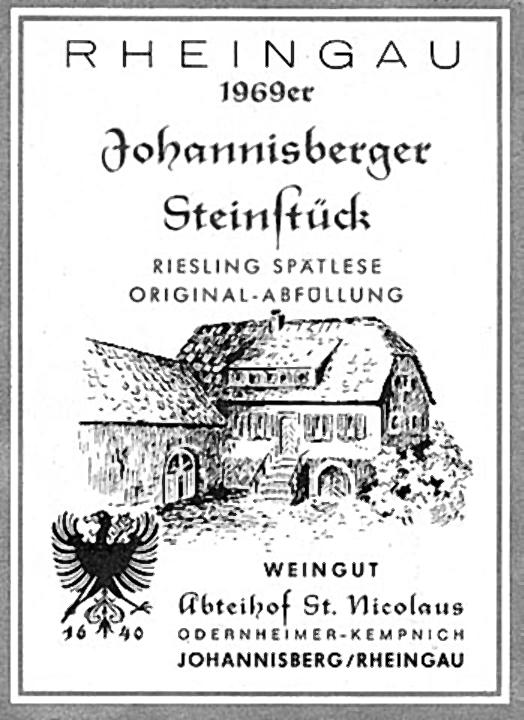 RHEINGAU
1969er
Johannisberger
Steinstück
RIESLING SPÄTLESE
ORIGINAL-ABFÜLLUNG
WEINGUT
Abteihof St. Nicolaus
16 40
ODERNHEIMER-KEMPNICH
JOHANNISBERG/RHEINGAU